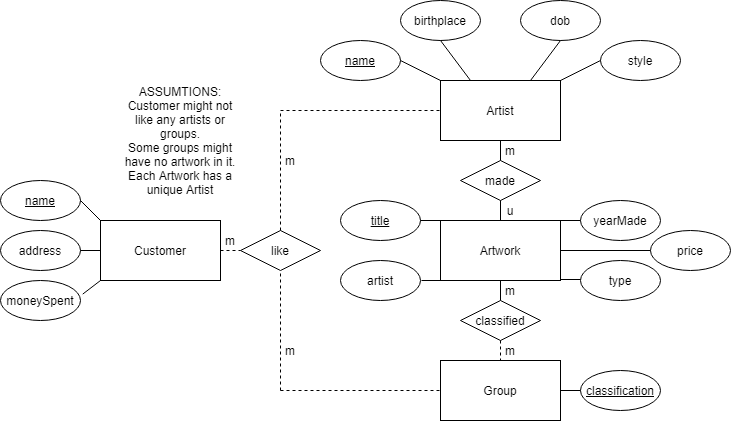 birthplace
dob
name
style
Artist
ASSUMTIONS:
Customer might not
like any artists or
groups.
Some groups might
have no artwork in it.
Each Artwork has a
unique Artist
m
m
made
name
title
u
yearMade
address
Customer
m
like
Artwork
price
moneySpent
artist
m
type
classified
m
m
Group
classification